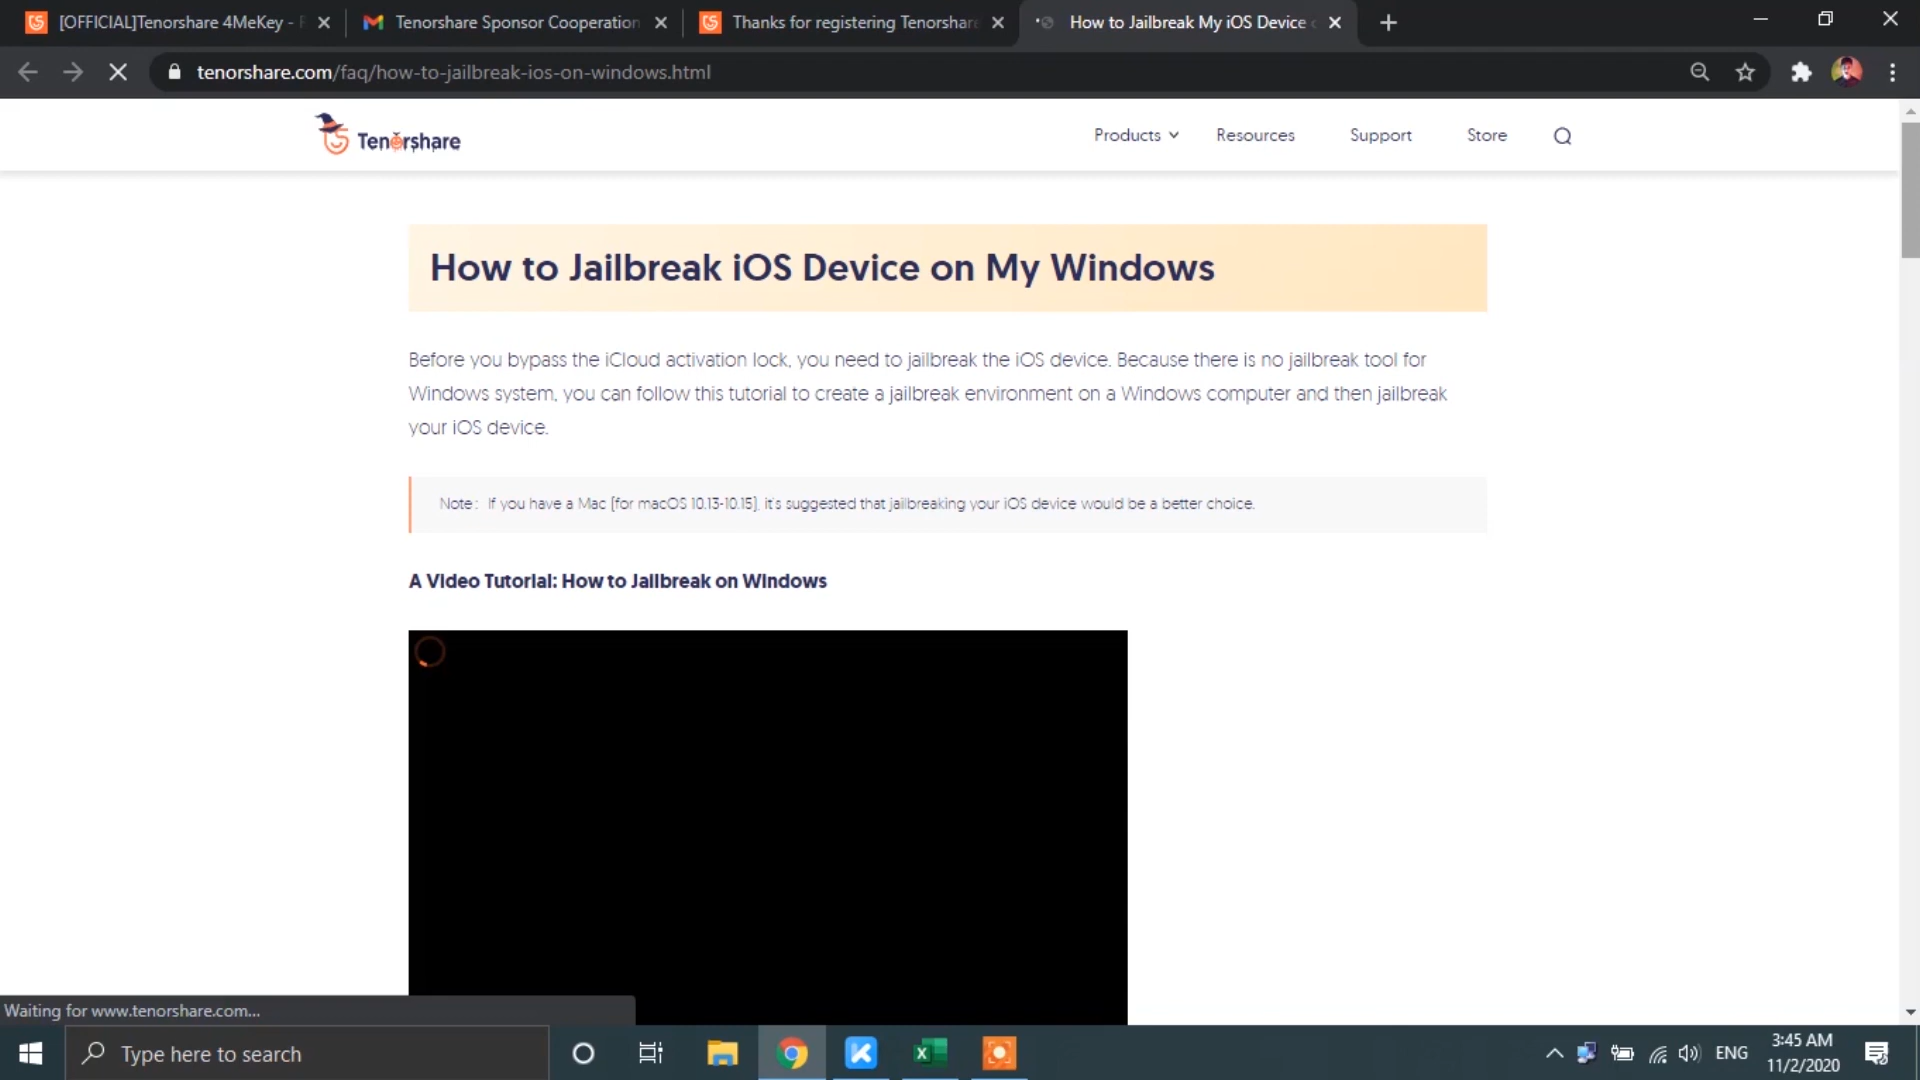 [OFFICIAL]Tenorshare 4MeKey -
Tenorshare Sponsor Cooperation
Thanks for registering Tenorshare
How to Jailbreak My iOS Device
tenorshare.com/faq/how-to-jailbreak-ios-on-windows.html
Tenorshare
Products
Resources
Support
Store
How to Jailbreak iOS Device on My Windows
Before you bypass the iCloud activation lock, you need to jailbreak the iOS device. Because there is no jailbreak tool for
Windows system, you can follow this tutorial to create a jailbreak environment on a Windows computer and then jailbreak
your iOS device.
Note: If you have a Mac (for macOS 10.13-10.15), it's suggested that jailbreaking your iOS device would be a better choice.
A Video Tutorial: How to Jailbreak on Windows
Waiting for www.tenorshare.com...
Type here to search
ENG
3:45 AM
11/2/2020